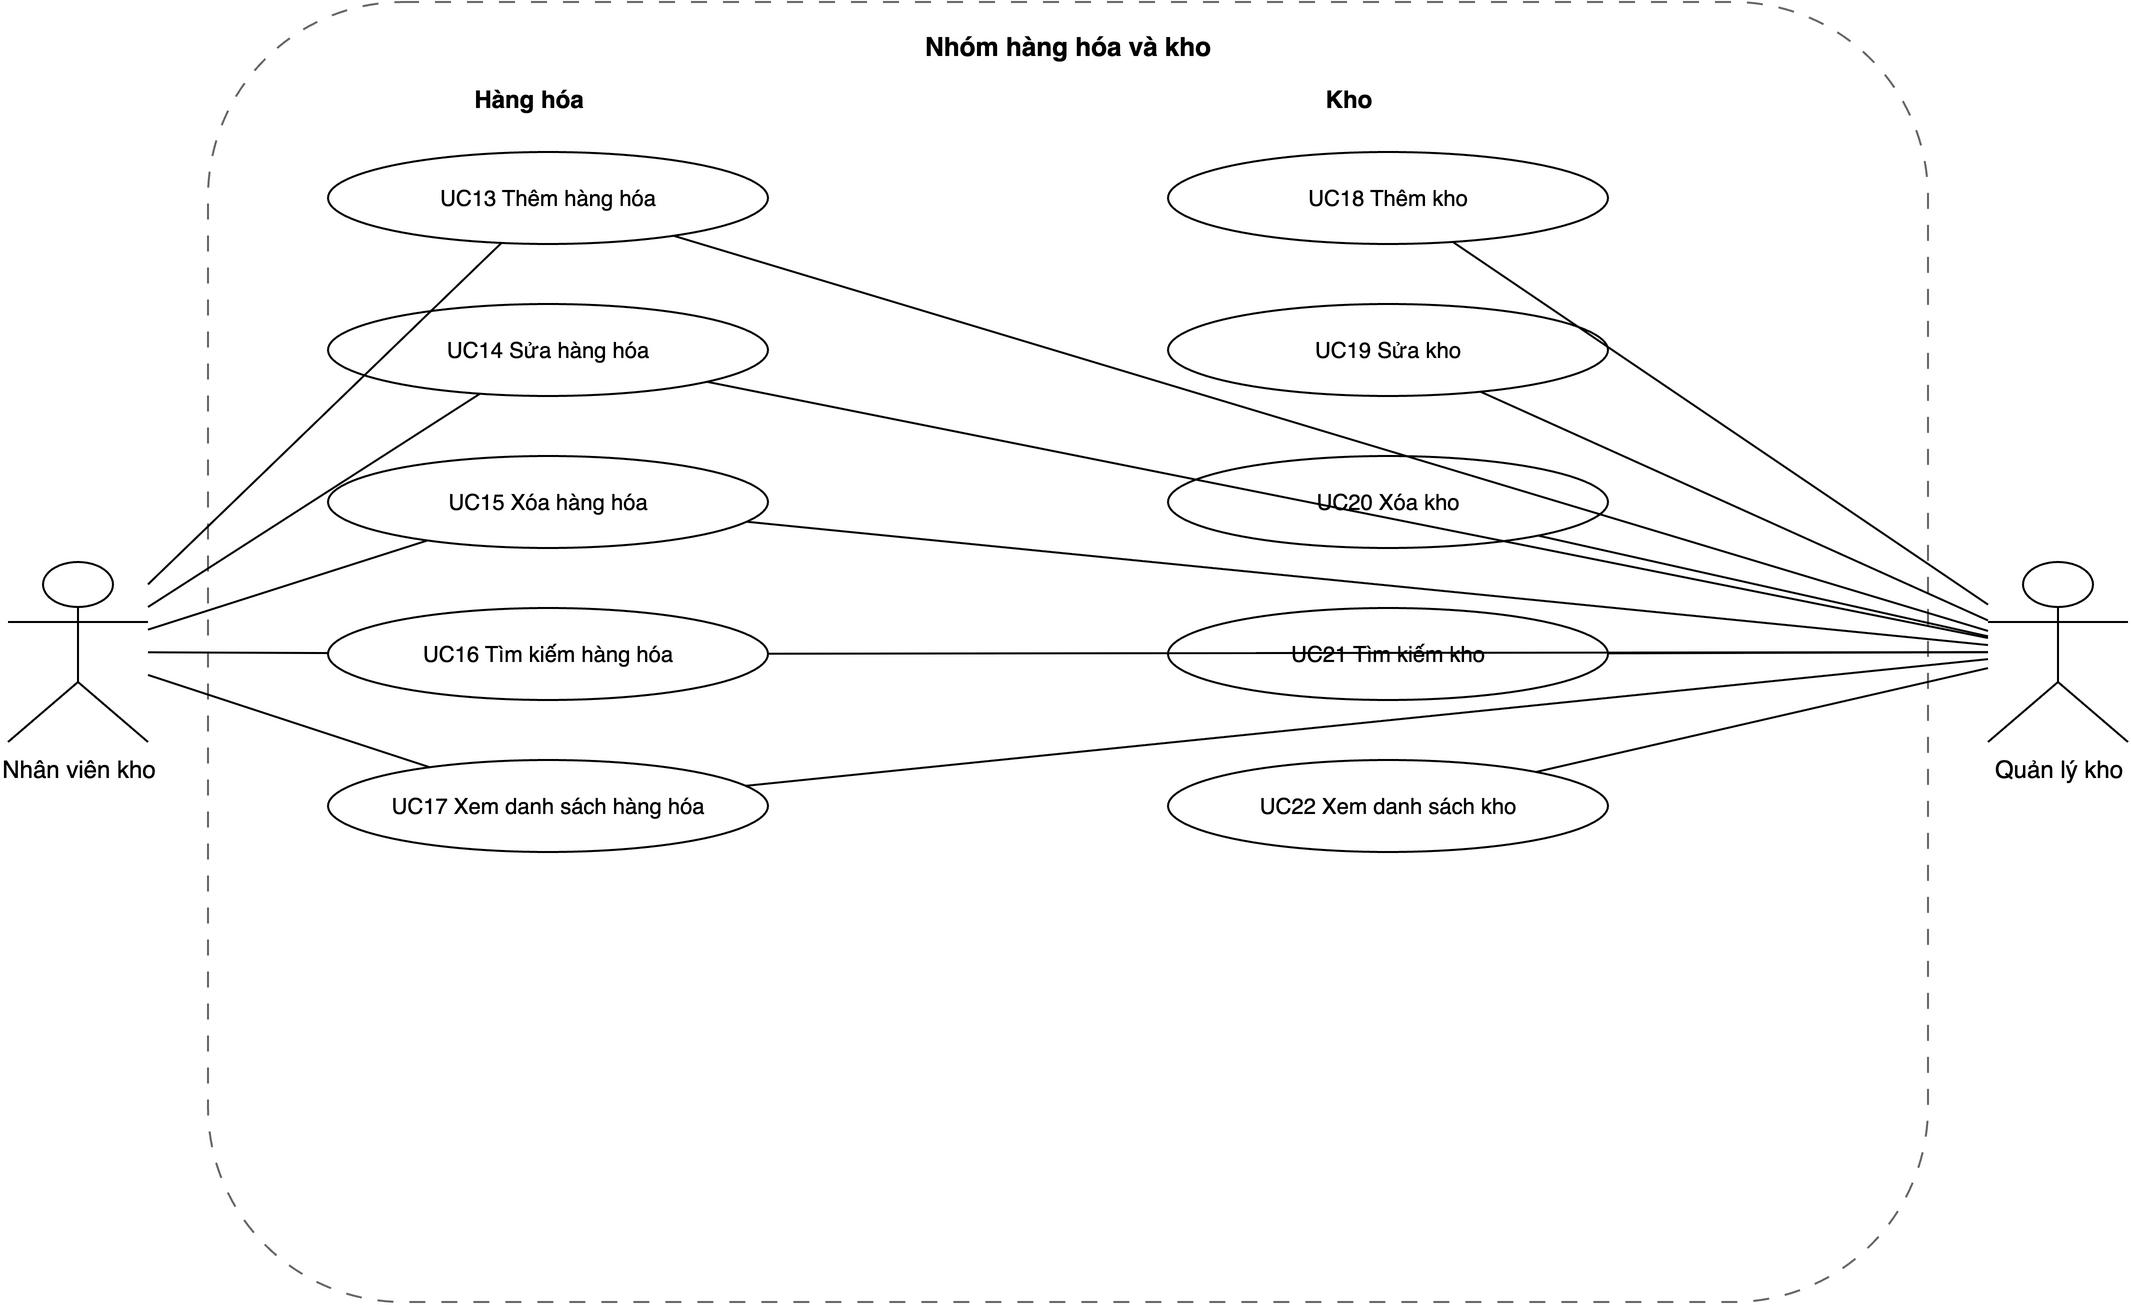 Nhóm hàng hóa và kho
Hàng hóa
Kho
UC13 Thêm hàng hóa
UC18 Thêm kho
UC14 Sửa hàng hóa
UC19 Sửa kho
UC15 Xóa hàng hóa
UC20 Xóa kho
UC16 Tìm kiếm hàng hóa
UC21 Tìm kiếm kho
Nhân viên kho
Quản lý kho
UC17 Xem danh sách hàng hóa
UC22 Xem danh sách kho